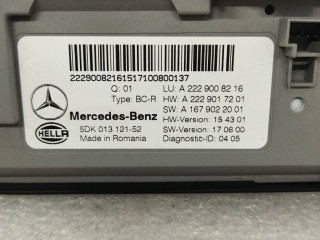 22290082161517100800137
Q: 01 LU: A 222 900 82 16
Type: BC-R HW: A 222 901 72 01
SW: A 167 902 20 01
Mercedes-Benz HW-Version: 15 43 01
HELLA 5DK 013 121-52 SW-Version: 17 06 00
Made in Romania Diagnostic-ID: 04 05